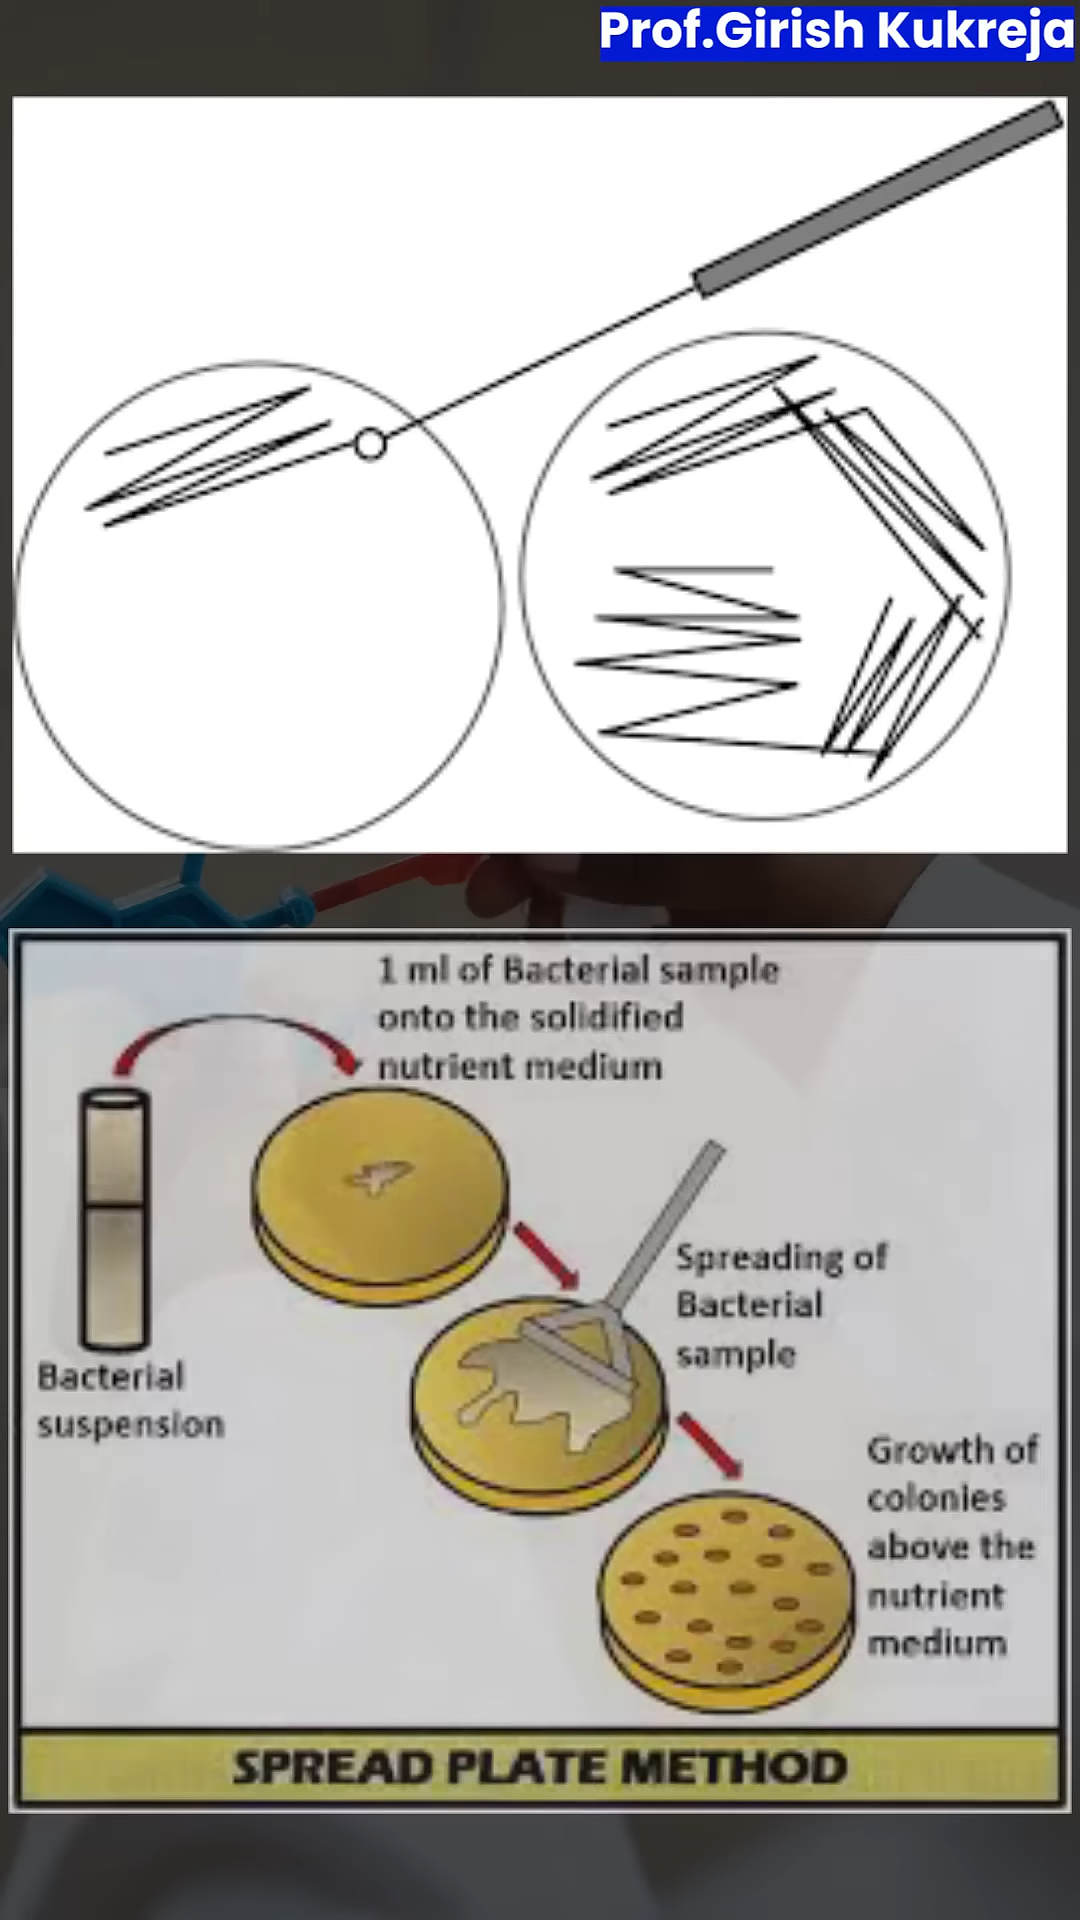 Prof.Girish Kukreja
1 ml of Bacterial sample
onto the solidified
nutrient medium
Spreading of
Bacterial
sample
Bacterial
suspension
Growth of
colonies
above the
nutrient
medium
SPREAD PLATE METHOD